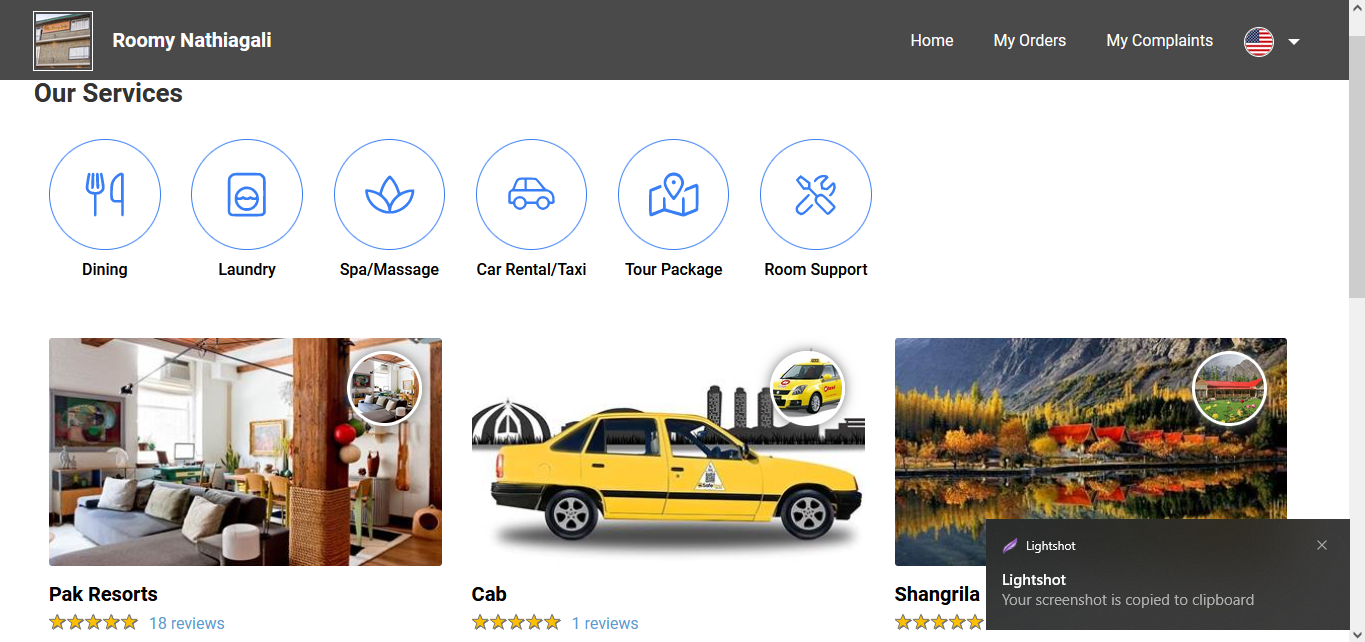 Roomy Nathiagali
Home
My Orders
My Complaints
Our Services
Dining
Laundry
Spa/Massage
Car Rental/Taxi
Tour Package
Room Support
Pak Resorts
18 reviews
Cab
1 reviews
Shangrila
Lightshot
Lightshot
Your screenshot is copied to clipboard